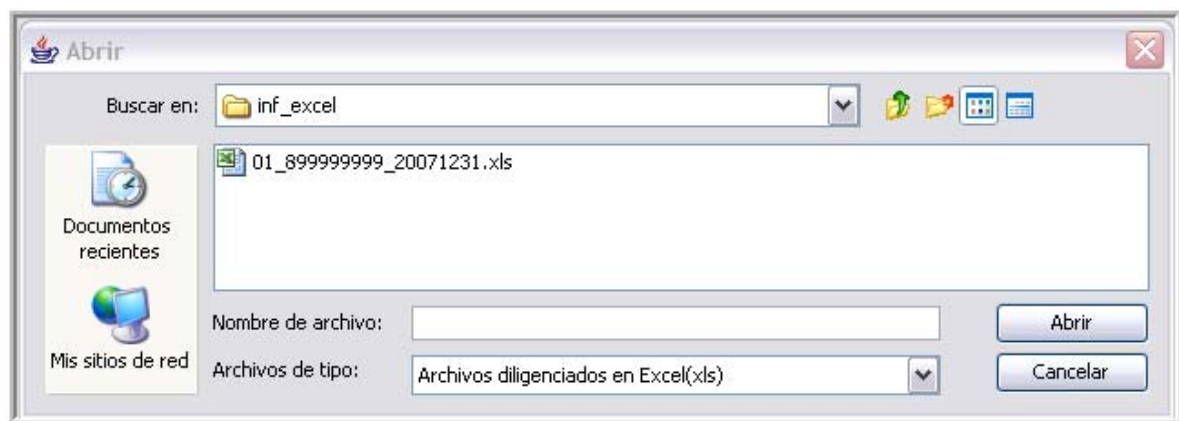 Abrir
Buscar en: inf_excel
01_899999999_20071231.xls
Documentos
recientes
Mis sitios de red
Nombre de archivo:
Abrir
Archivos de tipo: Archivos diligenciados en Excel(xls)
Cancelar